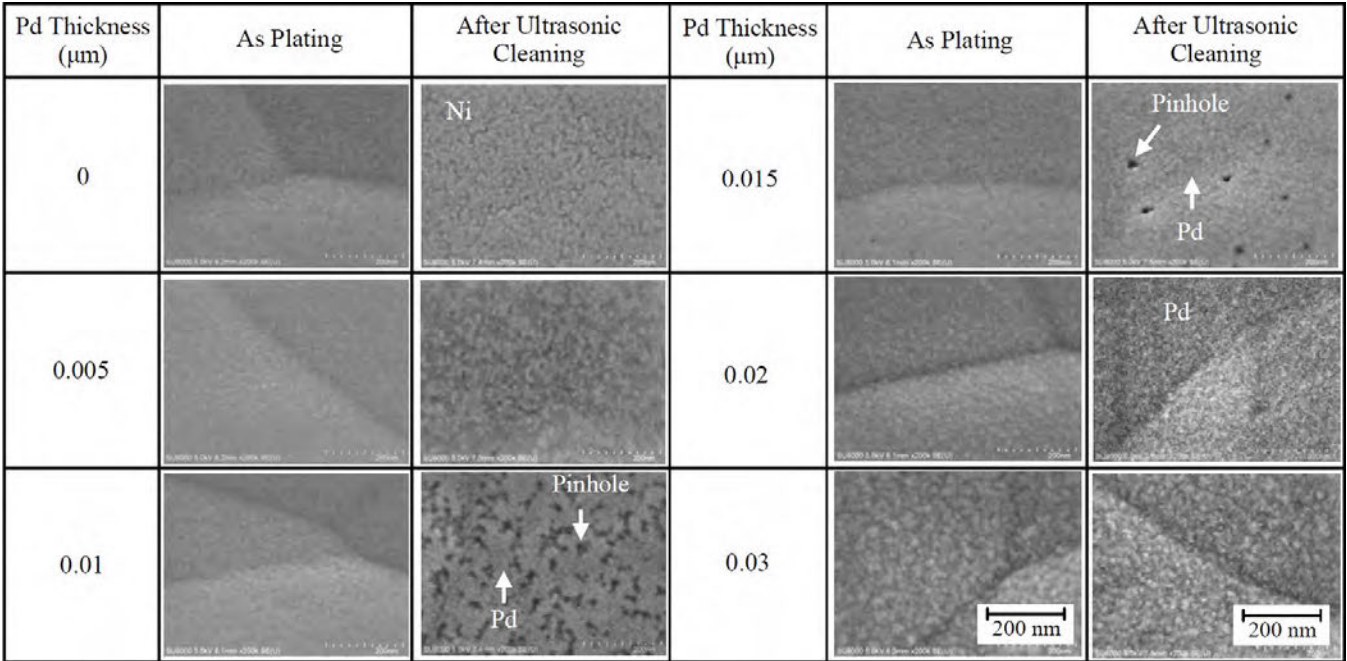 Pd Thickness
(μm)
As Plating
After Ultrasonic
Cleaning
Pd Thickness
(μm)
As Plating
After Ultrasonic
Cleaning
0
Ni
0.015
Pinhole
Pd
0.005
0.02
Pd
0.01
Pinhole
Pd
0.03
200 nm
200 nm